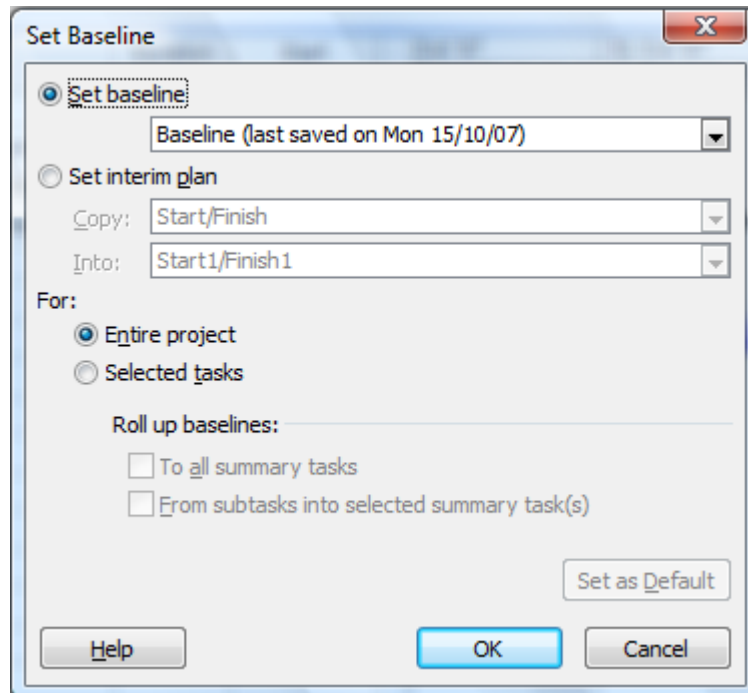 Set Baseline
Set baseline
Baseline (last saved on Mon 15/10/07)
Set interim plan
Copy: Start/Finish
Into: Start1/Finish1
For:
Entire project
Selected tasks
Roll up baselines:
To all summary tasks
From subtasks into selected summary task(s)
Set as Default
Help OK Cancel